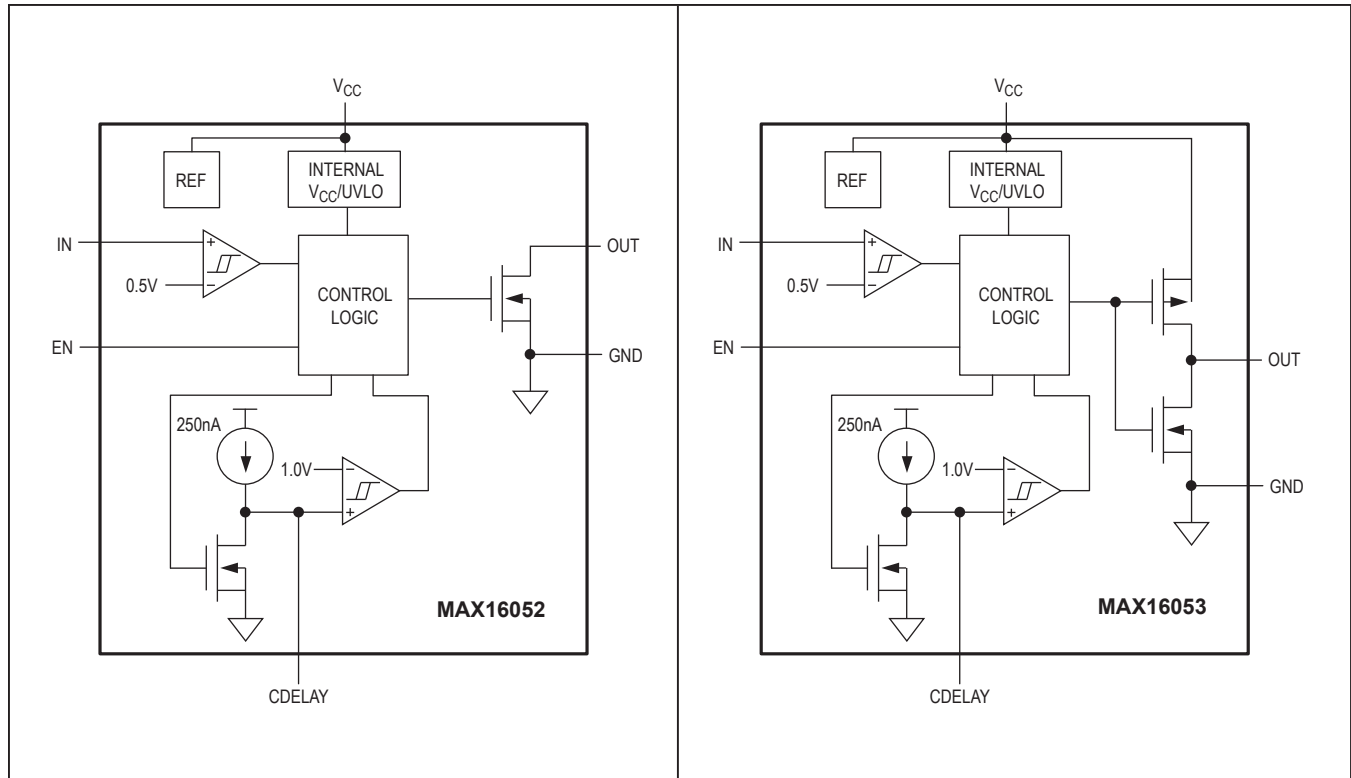 VCC
REF
INTERNAL
VCC/UVLO
IN
+
0.5V
−
CONTROL
LOGIC
OUT
EN
GND
250nA
1.0V
−
+
MAX16052
CDELAY
VCC
REF
INTERNAL
VCC/UVLO
IN
+
0.5V
−
CONTROL
LOGIC
EN
OUT
250nA
1.0V
−
+
GND
MAX16053
CDELAY